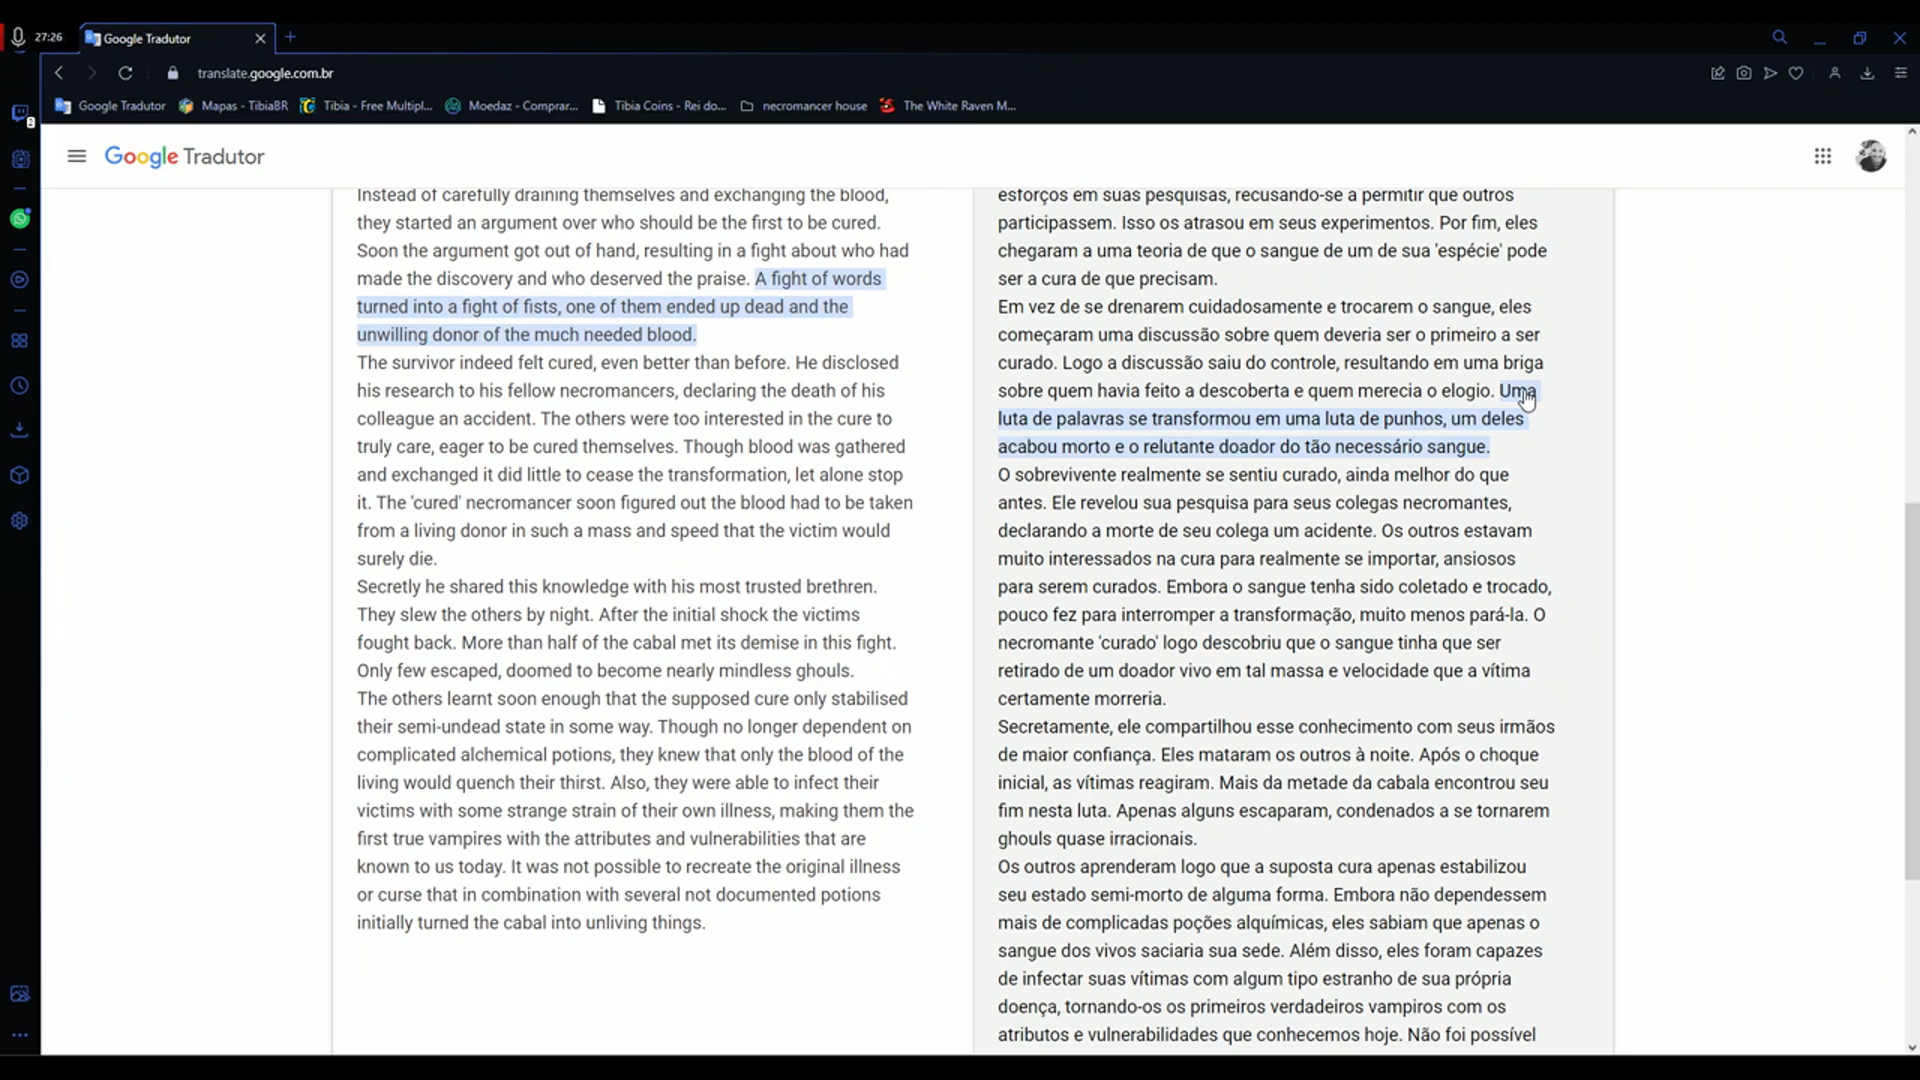 27:26
Google Tradutor
translate.google.com.br
Google Tradutor
Mapas - TibiaBR
Tibia - Free Multipl...
Moedaz - Comprar...
Tibia Coins - Rei do...
necromancer house
The White Raven M...
2
Google Tradutor
Instead of carefully draining themselves and exchanging the blood,
they started an argument over who should be the first to be cured.
Soon the argument got out of hand, resulting in a fight about who had
made the discovery and who deserved the praise. A fight of words
turned into a fight of fists, one of them ended up dead and the
unwilling donor of the much needed blood.
The survivor indeed felt cured, even better than before. He disclosed
his research to his fellow necromancers, declaring the death of his
colleague an accident. The others were too interested in the cure to
truly care, eager to be cured themselves. Though blood was gathered
and exchanged it did little to cease the transformation, let alone stop
it. The 'cured' necromancer soon figured out the blood had to be taken
from a living donor in such a mass and speed that the victim would
surely die.
Secretly he shared this knowledge with his most trusted brethren.
They slew the others by night. After the initial shock the victims
fought back. More than half of the cabal met its demise in this fight.
Only few escaped, doomed to become nearly mindless ghouls.
The others learnt soon enough that the supposed cure only stabilised
their semi-undead state in some way. Though no longer dependent on
complicated alchemical potions, they knew that only the blood of the
living would quench their thirst. Also, they were able to infect their
victims with some strange strain of their own illness, making them the
first true vampires with the attributes and vulnerabilities that are
known to us today. It was not possible to recreate the original illness
or curse that in combination with several not documented potions
initially turned the cabal into unliving things.
esforços em suas pesquisas, recusando-se a permitir que outros
participassem. Isso os atrasou em seus experimentos. Por fim, eles
chegaram a uma teoria de que o sangue de um de sua 'espécie' pode
ser a cura de que precisam.
Em vez de se drenarem cuidadosamente e trocarem o sangue, eles
começaram uma discussão sobre quem deveria ser o primeiro a ser
curado. Logo a discussão saiu do controle, resultando em uma briga
sobre quem havia feito a descoberta e quem merecia o elogio. Uma
luta de palavras se transformou em uma luta de punhos, um deles
acabou morto e o relutante doador do tão necessário sangue.
O sobrevivente realmente se sentiu curado, ainda melhor do que
antes. Ele revelou sua pesquisa para seus colegas necromantes,
declarando a morte de seu colega um acidente. Os outros estavam
muito interessados na cura para realmente se importar, ansiosos
para serem curados. Embora o sangue tenha sido coletado e trocado,
pouco fez para interromper a transformação, muito menos pará-la. O
necromante 'curado' logo descobriu que o sangue tinha que ser
retirado de um doador vivo em tal massa e velocidade que a vítima
certamente morreria.
Secretamente, ele compartilhou esse conhecimento com seus irmãos
de maior confiança. Eles mataram os outros à noite. Após o choque
inicial, as vítimas reagiram. Mais da metade da cabala encontrou seu
fim nesta luta. Apenas alguns escaparam, condenados a se tornarem
ghouls quase irracionais.
Os outros aprenderam logo que a suposta cura apenas estabilizou
seu estado semi-morto de alguma forma. Embora não dependessem
mais de complicadas poções alquímicas, eles sabiam que apenas o
sangue dos vivos saciaria sua sede. Além disso, eles foram capazes
de infectar suas vítimas com algum tipo estranho de sua própria
doença, tornando-os os primeiros verdadeiros vampiros com os
atributos e vulnerabilidades que conhecemos hoje. Não foi possível